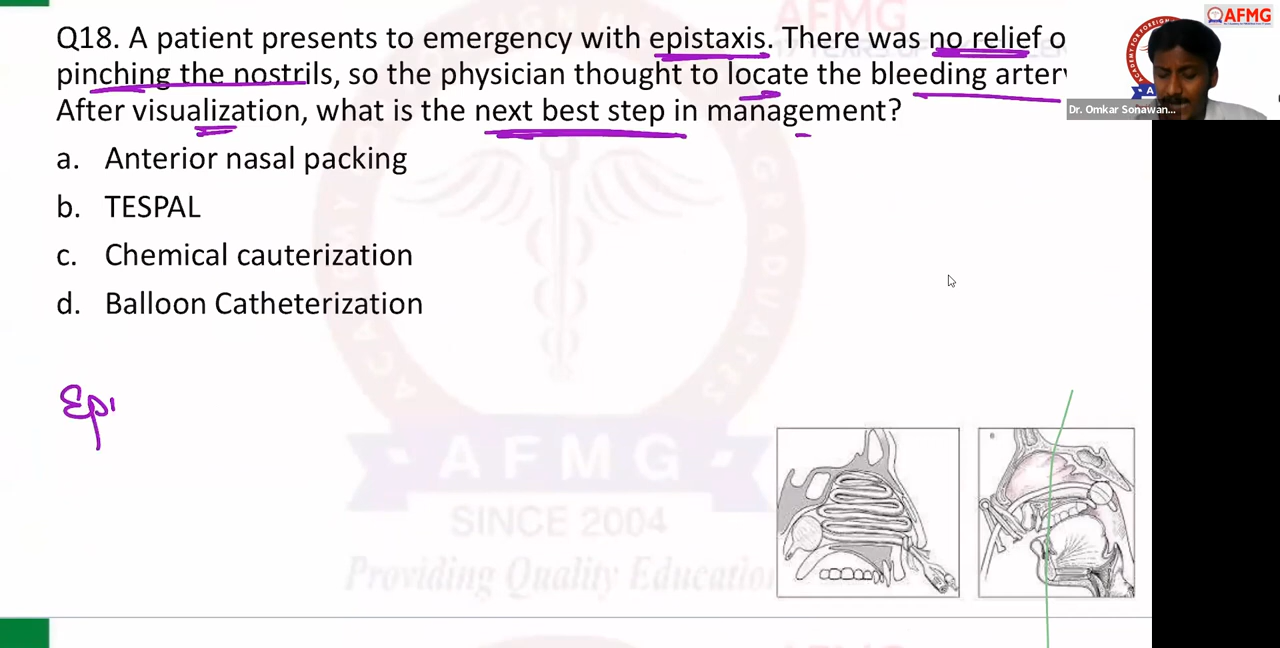 Q18. A patient presents to emergency with epistaxis. There was no relief o
pinching the nostrils, so the physician thought to locate the bleeding artery
After visualization, what is the next best step in management?
a. Anterior nasal packing
b. TESPAL
c. Chemical cauterization
d. Balloon Catheterization
Epi
AFMG
SINCE 2004
Providing Quality Education
AFMG
AFMG
Dr. Omkar Sonawan...